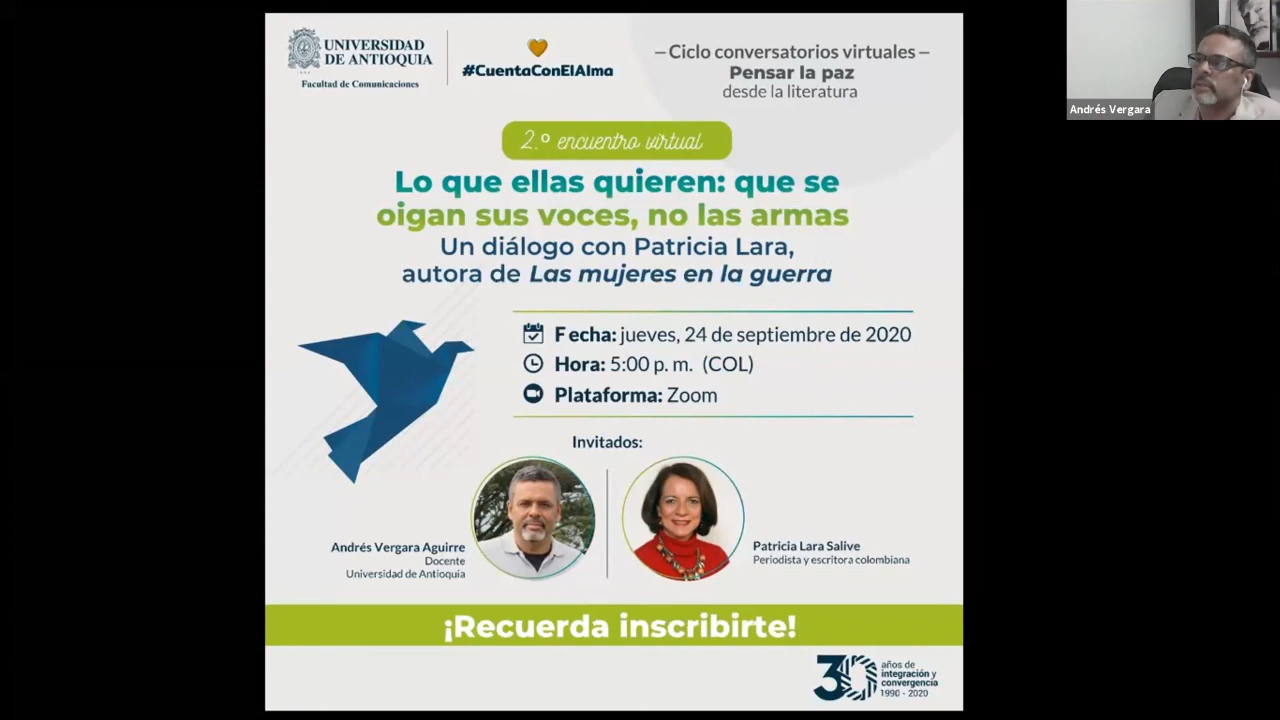 UNIVERSIDAD
DE ANTIOQUIA
1803
Facultad de Comunicaciones
#CuentaConElAlma
– Ciclo conversatorios virtuales –
Pensar la paz
desde la literatura
Andrés Vergara
2.º encuentro virtual
Lo que ellas quieren: que se
oigan sus voces, no las armas
Un diálogo con Patricia Lara,
autora de Las mujeres en la guerra
Fecha: jueves, 24 de septiembre de 2020
Hora: 5:00 p. m. (COL)
Plataforma: Zoom
Invitados:
Andrés Vergara Aguirre
Docente
Universidad de Antioquia
Patricia Lara Salive
Periodista y escritora colombiana
¡Recuerda inscribirte!
30 años de
integración y
convergencia
1990 - 2020